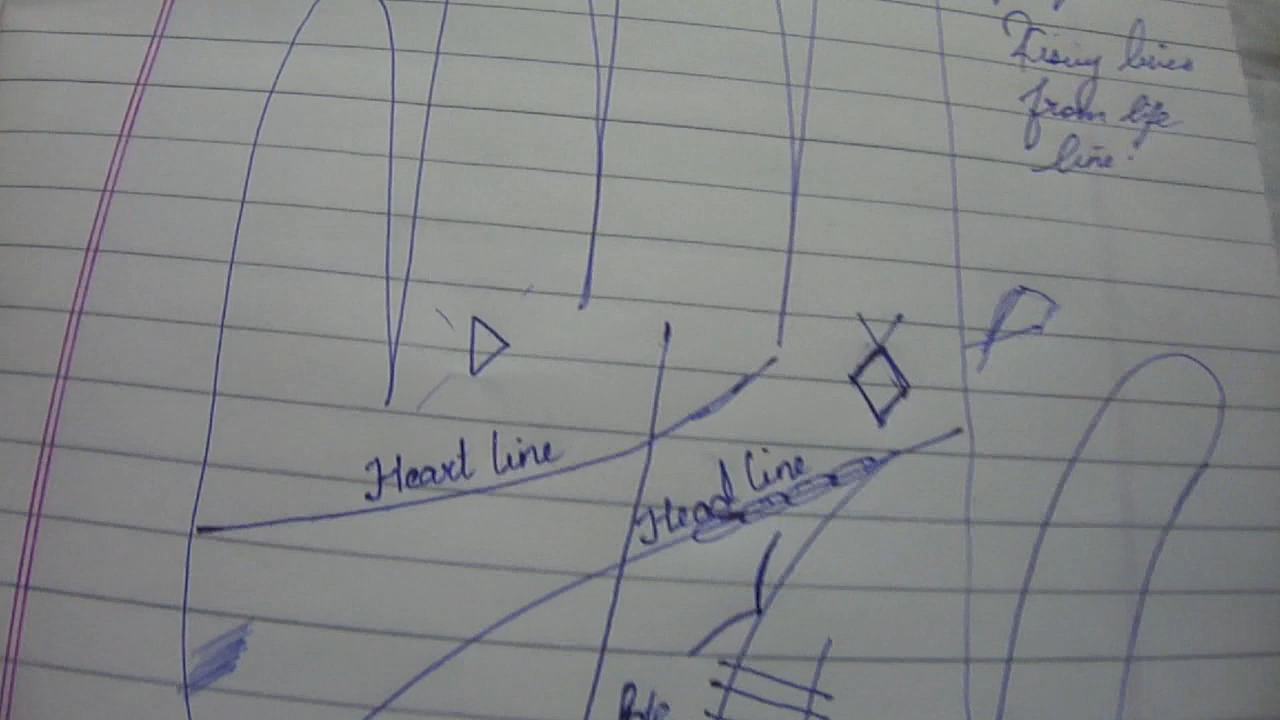 Rising lines
from life
line.
Heart line
Head line